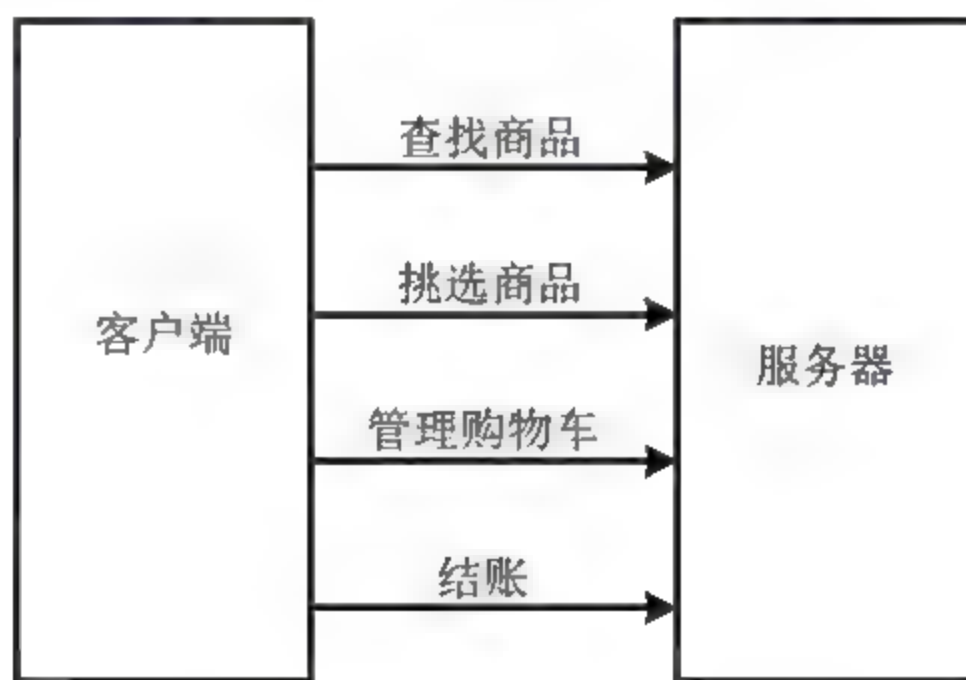 查找商品
挑选商品
客户端
服务器
管理购物车
结账